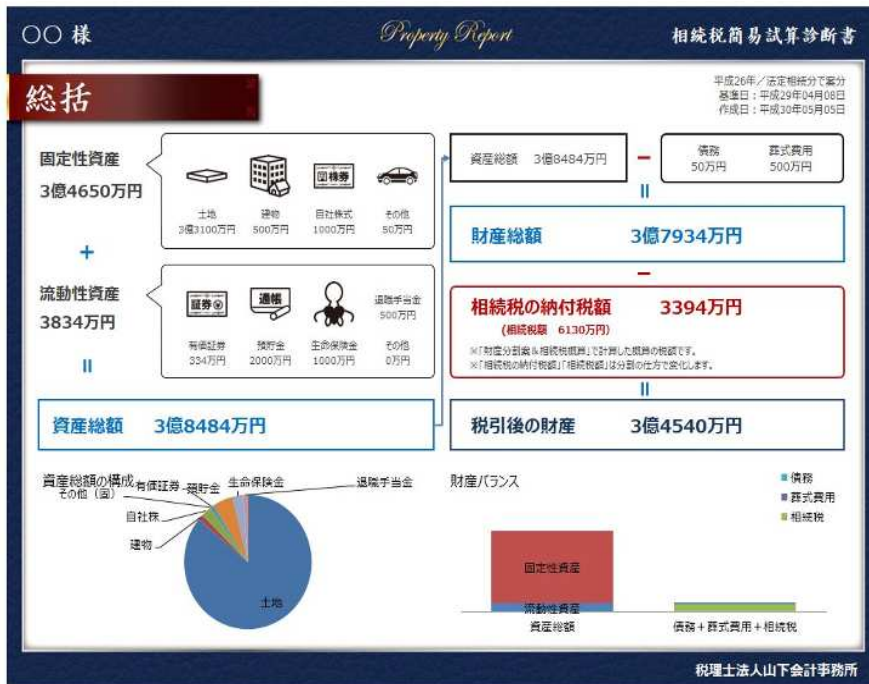 〇〇 様
Property Report
相続税簡易試算診断書
総括
平成26年／法定相続分で案分
基準日：平成29年04月08日
作成日：平成30年05月05日
固定性資産
3億4650万円
土地
3億3100万円
建物
500万円
株券
自社株式
1000万円
その他
50万円
+
流動性資産
3834万円
証券
有価証券
334万円
通帳
預貯金
2000万円
生命保険金
1000万円
退職手当金
500万円
その他
0万円
=
資産総額 3億8484万円
資産総額 3億8484万円
-
債務
50万円
葬式費用
500万円
=
財産総額 3億7934万円
-
相続税の納付税額 3394万円
(相続税額 6130万円)
※「財産分割案＆相続税概算」で計算した概算の税額です。
※「相続税の納付税額」「相続税額」は分割の仕方で変化します。
=
税引後の財産 3億4540万円
資産総額の構成
その他（固）
有価証券
預貯金
生命保険金
退職手当金
自社株
建物
土地
財産バランス
債務
葬式費用
相続税
固定性資産
流動性資産
資産総額
債務＋葬式費用＋相続税
税理士法人山下会計事務所